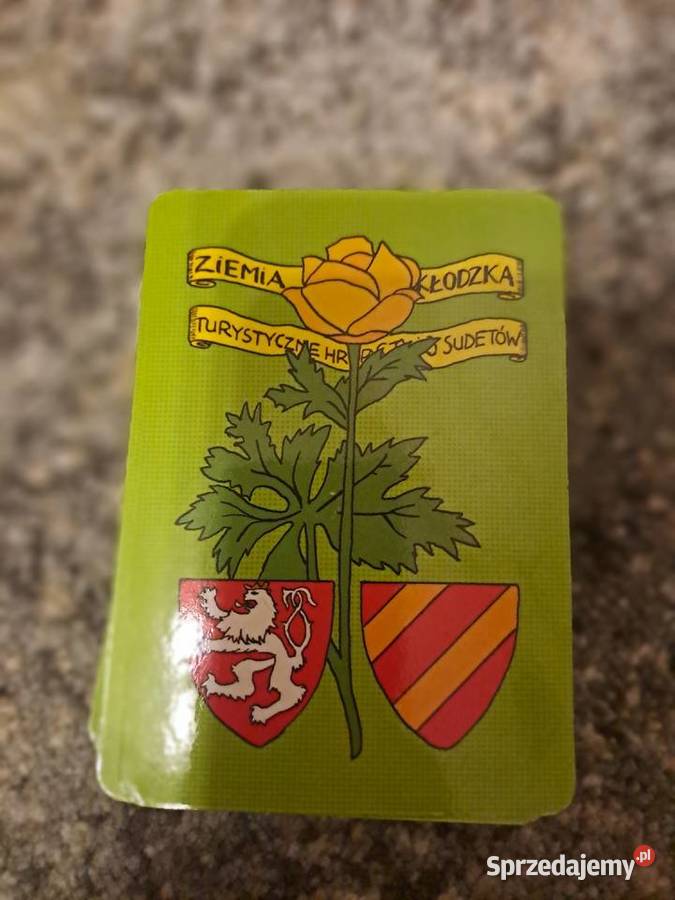 ZiEMiA KŁODZKA
TURYSTYCZNE SUDETÓW
Sprzedajemy.pl